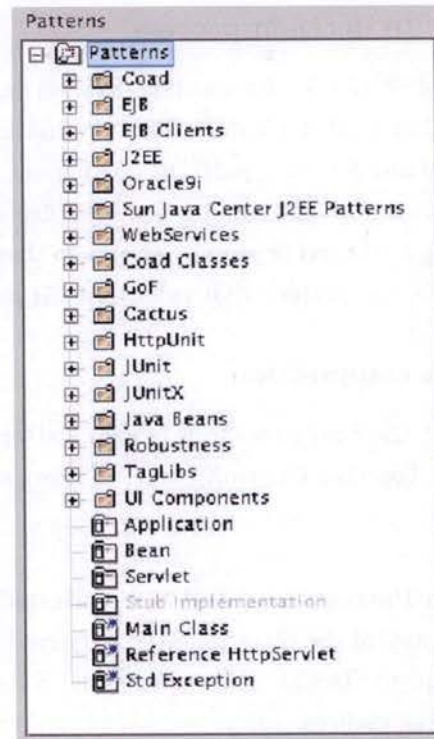 Patterns
Patterns
Coad
EJB
EJB Clients
J2EE
Oracle9i
Sun Java Center J2EE Patterns
WebServices
Coad Classes
GoF
Cactus
HttpUnit
JUnit
JUnitX
Java Beans
Robustness
TagLibs
UI Components
Application
Bean
Servlet
Stub Implementation
Main Class
Reference HttpServlet
Std Exception